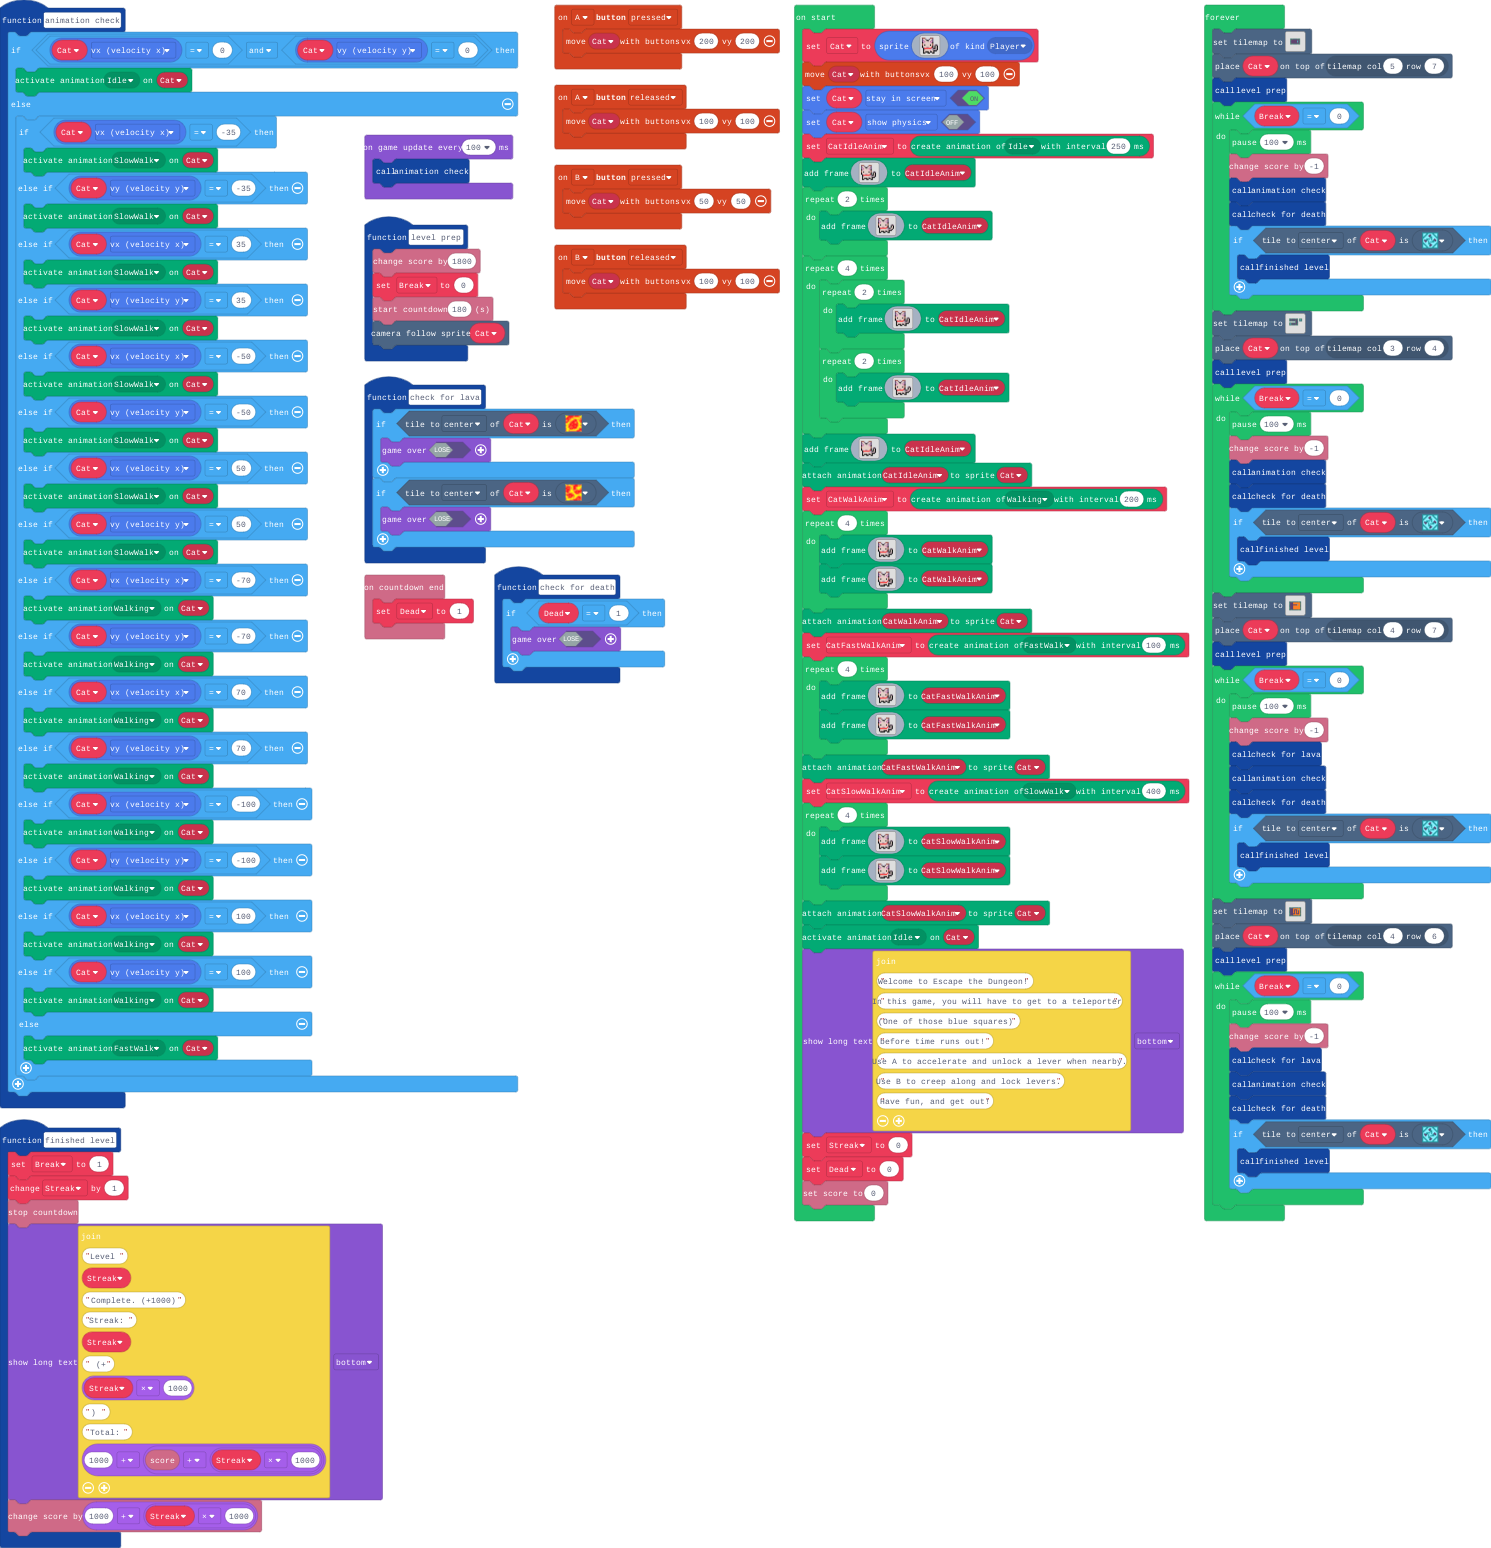 function animation check
if Cat vx (velocity x) = 0 and Cat vy (velocity y) = 0 then
activate animation Idle on Cat
else
if Cat vx (velocity x) = -35 then
activate animation SlowWalk on Cat
else if Cat vy (velocity y) = -35 then
activate animation SlowWalk on Cat
else if Cat vx (velocity x) = 35 then
activate animation SlowWalk on Cat
else if Cat vy (velocity y) = 35 then
activate animation SlowWalk on Cat
else if Cat vx (velocity x) = -50 then
activate animation SlowWalk on Cat
else if Cat vy (velocity y) = -50 then
activate animation SlowWalk on Cat
else if Cat vx (velocity x) = 50 then
activate animation SlowWalk on Cat
else if Cat vy (velocity y) = 50 then
activate animation SlowWalk on Cat
else if Cat vx (velocity x) = -70 then
activate animation Walking on Cat
else if Cat vy (velocity y) = -70 then
activate animation Walking on Cat
else if Cat vx (velocity x) = 70 then
activate animation Walking on Cat
else if Cat vy (velocity y) = 70 then
activate animation Walking on Cat
else if Cat vx (velocity x) = -100 then
activate animation Walking on Cat
else if Cat vy (velocity y) = -100 then
activate animation Walking on Cat
else if Cat vx (velocity x) = 100 then
activate animation Walking on Cat
else if Cat vy (velocity y) = 100 then
activate animation Walking on Cat
else
activate animation FastWalk on Cat
function finished level
set Break to 1
change Streak by 1
stop countdown
show long text
join
"Level "
Streak
"Complete. (+1000)"
"Streak: "
Streak
" (+"
Streak × 1000
") "
"Total: "
1000 + score + Streak × 1000
bottom
change score by 1000 + Streak × 1000
on game update every 100 ms
call animation check
function level prep
change score by 1800
set Break to 0
start countdown 180 (s)
camera follow sprite Cat
function check for lava
if tile to center of Cat is then
game over LOSE
if tile to center of Cat is then
game over LOSE
on countdown end
set Dead to 1
function check for death
if Dead = 1 then
game over LOSE
on A button pressed
move Cat with buttons vx 200 vy 200
on A button released
move Cat with buttons vx 100 vy 100
on B button pressed
move Cat with buttons vx 50 vy 50
on B button released
move Cat with buttons vx 100 vy 100
on start
set Cat to sprite of kind Player
move Cat with buttons vx 100 vy 100
set Cat stay in screen ON
set Cat show physics OFF
set CatIdleAnim to create animation of Idle with interval 250 ms
add frame to CatIdleAnim
repeat 2 times
do
add frame to CatIdleAnim
repeat 4 times
do
repeat 2 times
do
add frame to CatIdleAnim
repeat 2 times
do
add frame to CatIdleAnim
add frame to CatIdleAnim
attach animation CatIdleAnim to sprite Cat
set CatWalkAnim to create animation of Walking with interval 200 ms
repeat 4 times
do
add frame to CatWalkAnim
add frame to CatWalkAnim
attach animation CatWalkAnim to sprite Cat
set CatFastWalkAnim to create animation of FastWalk with interval 100 ms
repeat 4 times
do
add frame to CatFastWalkAnim
add frame to CatFastWalkAnim
attach animation CatFastWalkAnim to sprite Cat
set CatSlowWalkAnim to create animation of SlowWalk with interval 400 ms
repeat 4 times
do
add frame to CatSlowWalkAnim
add frame to CatSlowWalkAnim
attach animation CatSlowWalkAnim to sprite Cat
activate animation Idle on Cat
show long text
join
"Welcome to Escape the Dungeon!"
"In this game, you will have to get to a teleporter"
"(One of those blue squares)"
"Before time runs out!"
"Use A to accelerate and unlock a lever when nearby."
"Use B to creep along and lock levers."
"Rave fun, and get out!"
bottom
set Streak to 0
set Dead to 0
set score to 0
forever
set tilemap to
place Cat on top of tilemap col 5 row 7
call level prep
while Break = 0
do
pause 100 ms
change score by -1
call animation check
call check for death
if tile to center of Cat is then
call finished level
set tilemap to
place Cat on top of tilemap col 3 row 4
call level prep
while Break = 0
do
pause 100 ms
change score by -1
call animation check
call check for death
if tile to center of Cat is then
call finished level
set tilemap to
place Cat on top of tilemap col 4 row 7
call level prep
while Break = 0
do
pause 100 ms
change score by -1
call check for lava
call animation check
call check for death
if tile to center of Cat is then
call finished level
set tilemap to
place Cat on top of tilemap col 4 row 6
call level prep
while Break = 0
do
pause 100 ms
change score by -1
call check for lava
call animation check
call check for death
if tile to center of Cat is then
call finished level